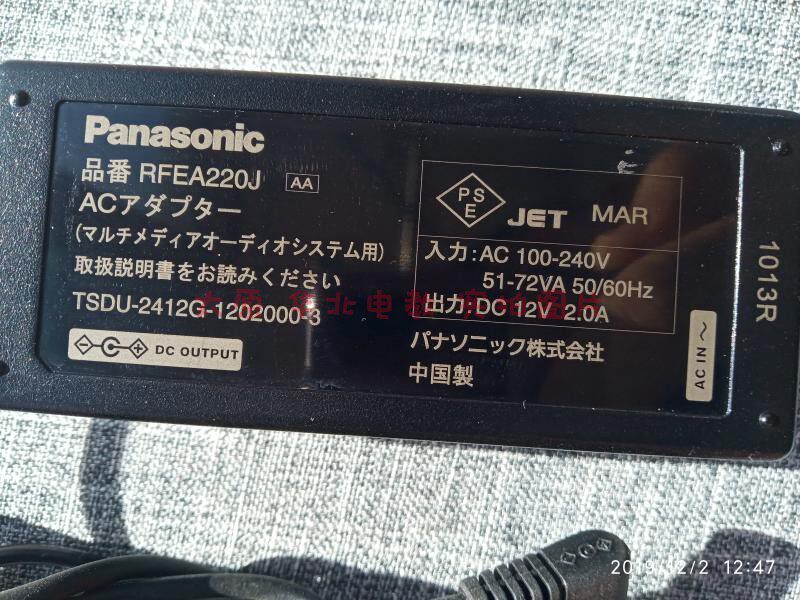 Panasonic
品番 RFEA220J AA
ACアダプター
(マルチメディアオーディオシステム用)
取扱説明書をお読みください
TSDU-2412G-1202000-3
DC OUTPUT
PS
E
JET MAR
入力:AC 100-240V
51-72VA 50/60Hz
出力:DC 12V 2.0A
パナソニック株式会社
中国製
AC IN ~
1013R
2019/12/2 12:47